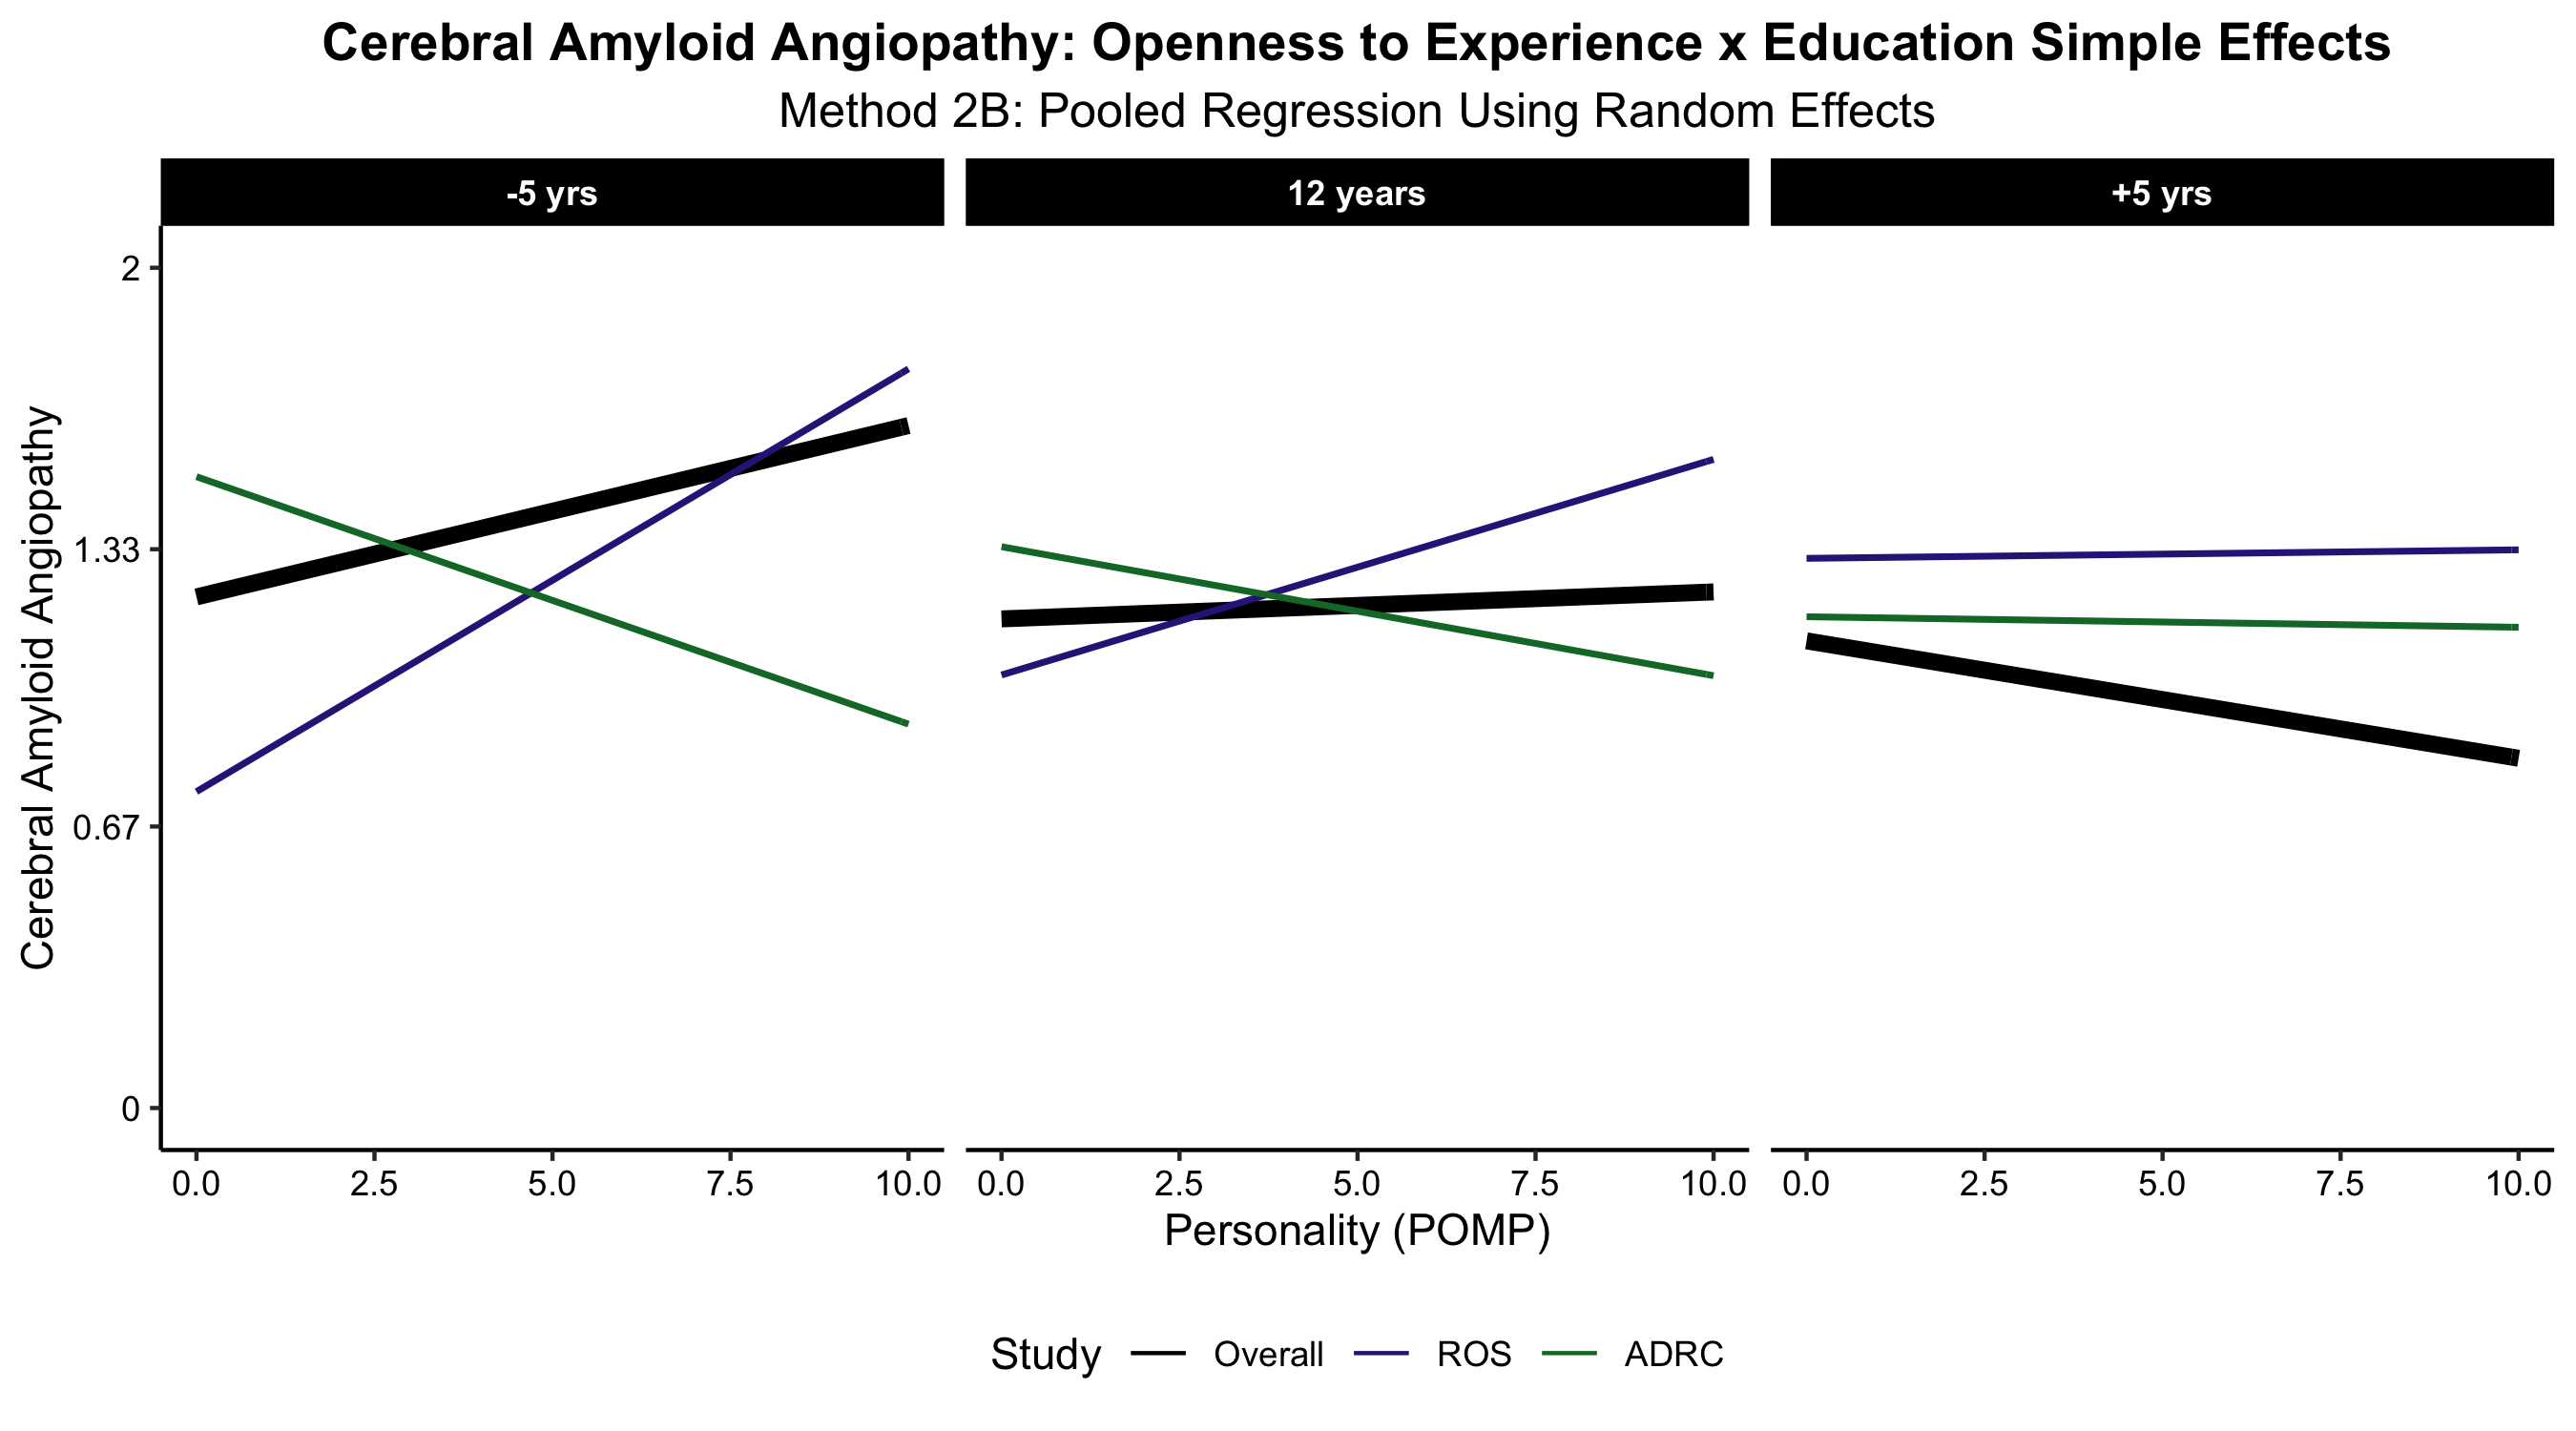 Cerebral Amyloid Angiopathy: Openness to Experience x Education Simple Effects
Method 2B: Pooled Regression Using Random Effects
-5 yrs
12 years
+5 yrs
Cerebral Amyloid Angiopathy
2
1.33
0.67
0
0.0 2.5 5.0 7.5 10.0
0.0 2.5 5.0 7.5 10.0
0.0 2.5 5.0 7.5 10.0
Personality (POMP)
Study Overall ROS ADRC